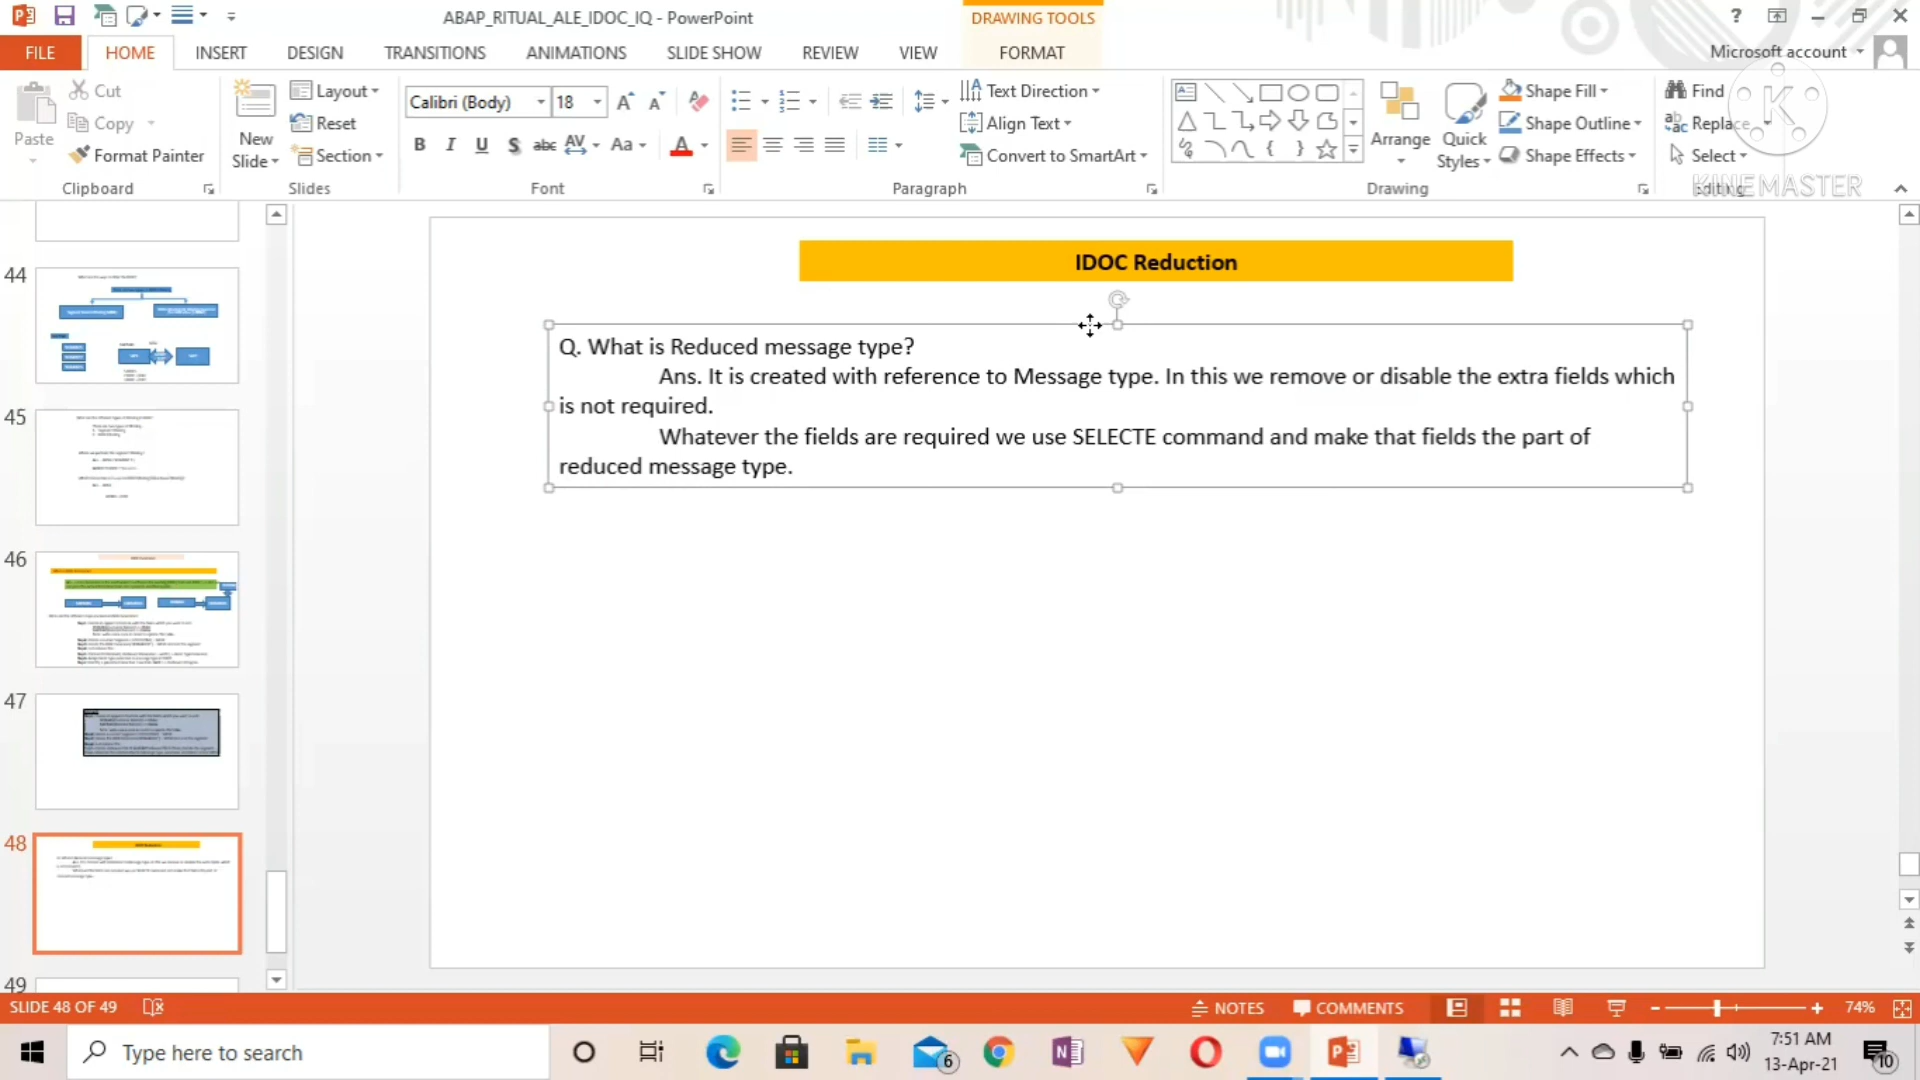 ABAP_RITUAL_ALE_IDOC_IQ - PowerPoint
DRAWING TOOLS
FILE HOME INSERT DESIGN TRANSITIONS ANIMATIONS SLIDE SHOW REVIEW VIEW FORMAT
Microsoft account
Paste
Cut
Copy
Format Painter
Clipboard
New Slide
Layout
Reset
Section
Slides
Calibri (Body) 18
Font
Text Direction
Align Text
Convert to SmartArt
Paragraph
Arrange
Quick Styles
Shape Fill
Shape Outline
Shape Effects
Drawing
Find
Replace
Select
Editing
KINEMASTER
44
45
46
47
48
49
IDOC Reduction
Q. What is Reduced message type?
Ans. It is created with reference to Message type. In this we remove or disable the extra fields which
is not required.
Whatever the fields are required we use SELECTE command and make that fields the part of
reduced message type.
SLIDE 48 OF 49
NOTES COMMENTS 74%
Type here to search
6
7:51 AM
13-Apr-21
10